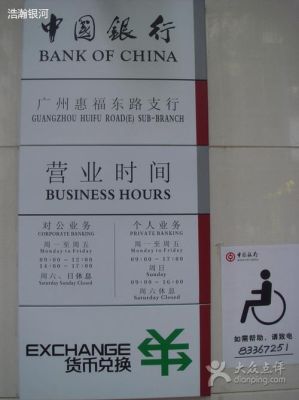 浩瀚银河
中國銀行
BANK OF CHINA
广州惠福东路支行
GUANGZHOU HUIFU ROAD(E) SUB-BRANCH
营业时间
BUSINESS HOURS
对公业务
CORPORATE BANKING
周一至周五
Monday to Friday
09:00 - 12:00
14:00 - 17:00
周六、日休息
Saturday Sunday Closed
个人业务
PRIVATE BANKING
周一至周五
Monday to Friday
09:00 - 17:00
周日
Sunday
09:00 - 16:00
周六休息
Saturday Closed
EXCHANGE
货币兑换
中国银行
如需帮助，请致电
83367251
大众点评
dianping.com